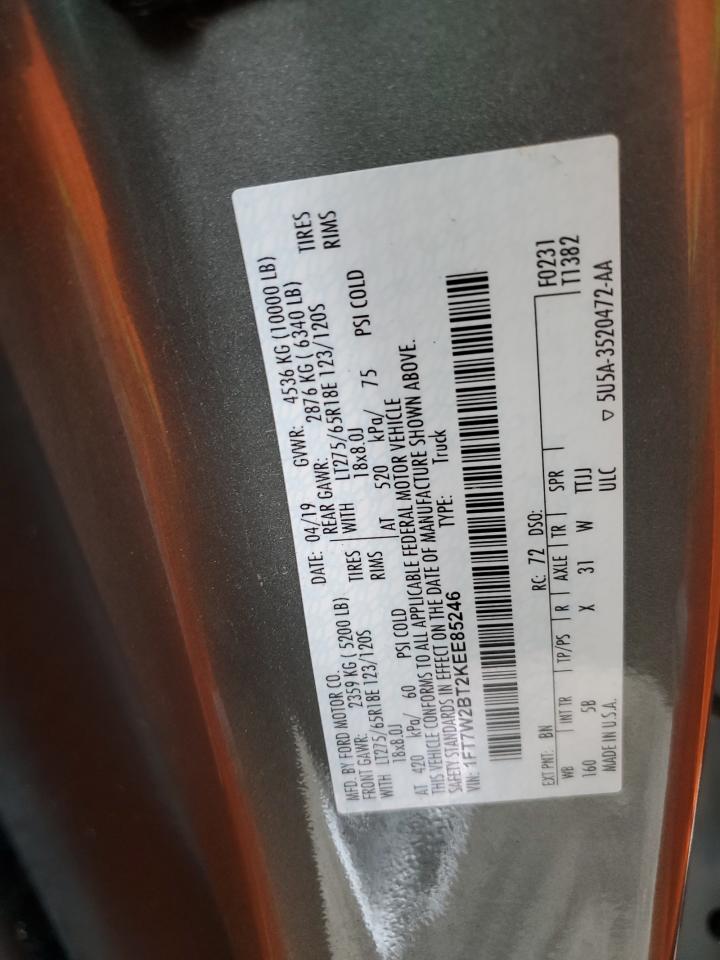 MFD. BY FORD MOTOR CO.
DATE: 04/19 GVWR: 4536 KG (10000 LB)
FRONT GAWR: 2359 KG ( 5200 LB) REAR GAWR: 2876 KG ( 6340 LB)
WITH LT275/65R18E 123/120S TIRES WITH LT275/65R18E 123/120S TIRES
18x8.0J RIMS 18x8.0J RIMS
AT 420 kPa/ 60 PSI COLD AT 520 kPa/ 75 PSI COLD
THIS VEHICLE CONFORMS TO ALL APPLICABLE FEDERAL MOTOR VEHICLE
SAFETY STANDARDS IN EFFECT ON THE DATE OF MANUFACTURE SHOWN ABOVE.
VIN: 1FT7W2BT2KEE85246 TYPE: Truck
EXT PNT: BN RC: 72 DSO: F0231
WB INT TR TP/PS R AXLE TR SPR T1382
160 5B X 31 W TTJJ
MADE IN U.S.A. ULC ▽ 5U5A-3520472-AA